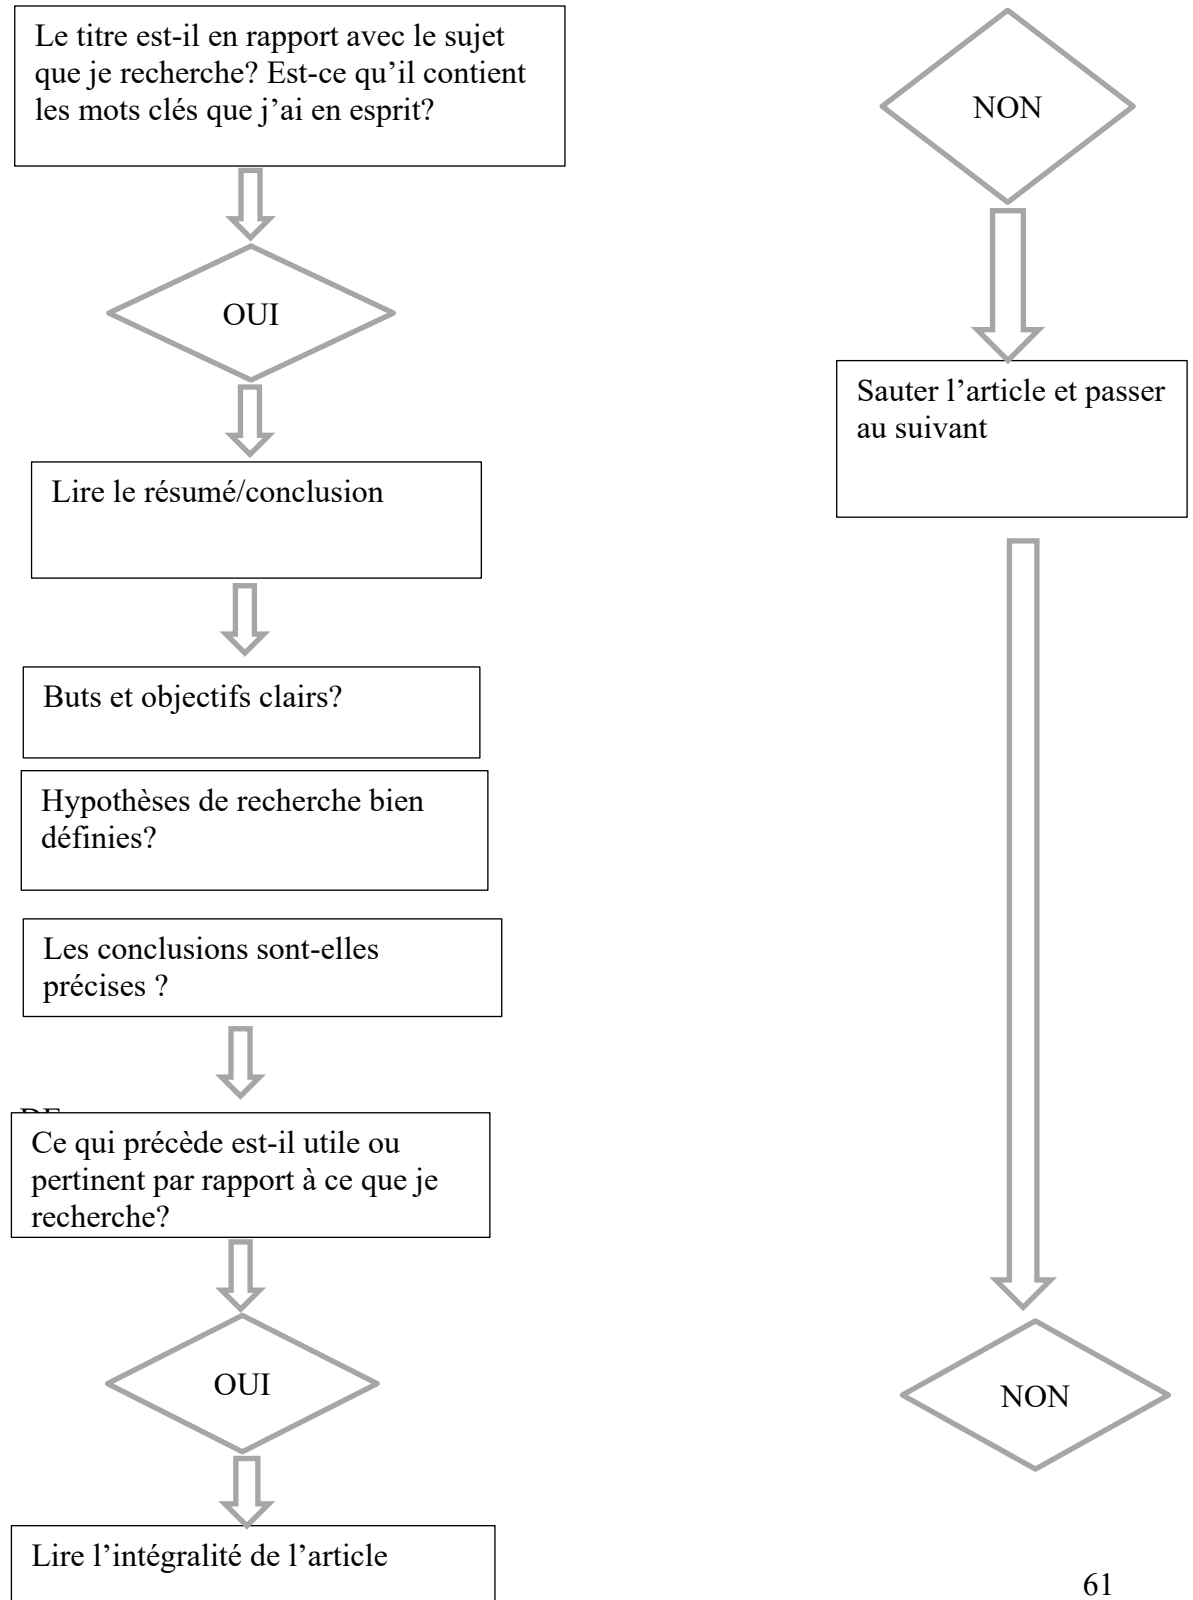 Le titre est-il en rapport avec le sujet
que je recherche? Est-ce qu’il contient
les mots clés que j’ai en esprit?
NON
OUI
Sauter l’article et passer
au suivant
Lire le résumé/conclusion
Buts et objectifs clairs?
Hypothèses de recherche bien
définies?
Les conclusions sont-elles
précises ?
Ce qui précède est-il utile ou
pertinent par rapport à ce que je
recherche?
OUI
NON
Lire l’intégralité de l’article
61